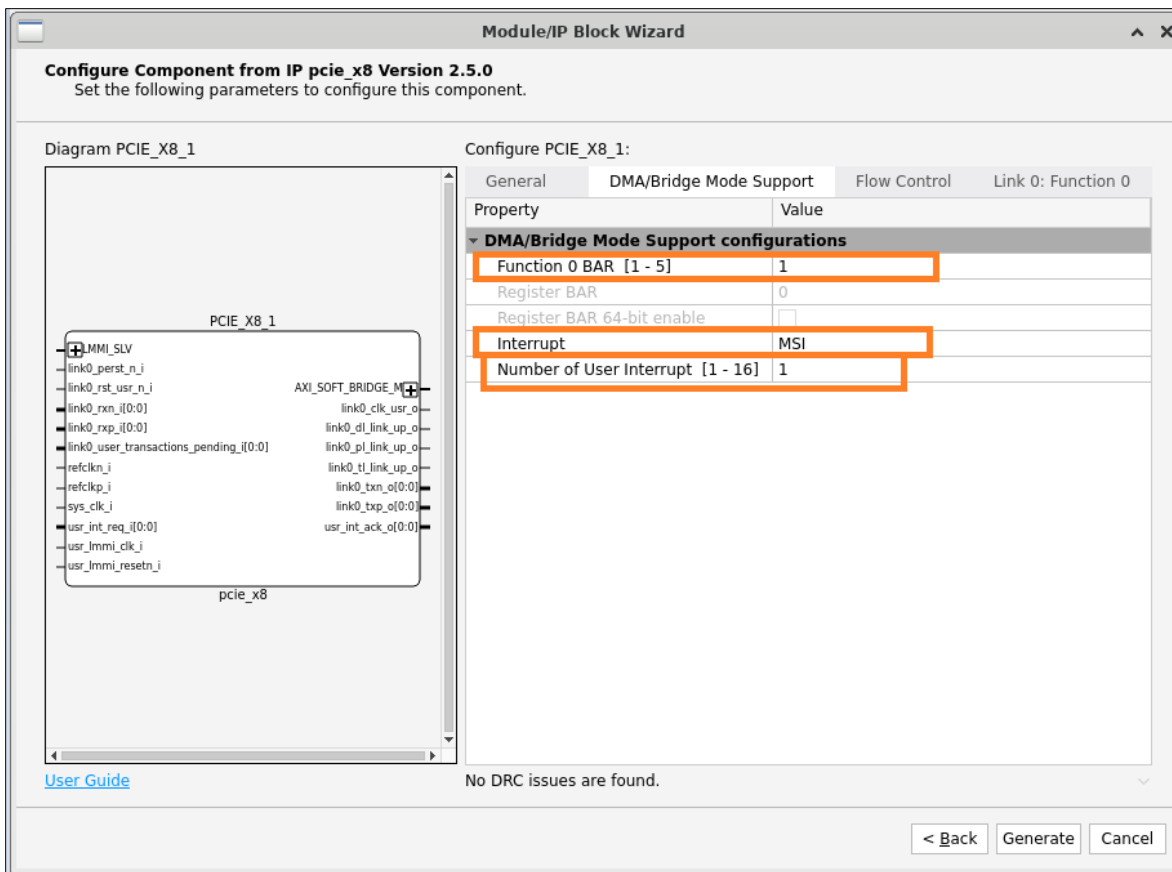 Module/IP Block Wizard
Configure Component from IP pcie_x8 Version 2.5.0
Set the following parameters to configure this component.
Diagram PCIE_X8_1
Configure PCIE_X8_1:
General DMA/Bridge Mode Support Flow Control Link 0: Function 0
Property Value
DMA/Bridge Mode Support configurations
Function 0 BAR [1 - 5] 1
Register BAR 0
Register BAR 64-bit enable
Interrupt MSI
Number of User Interrupt [1 - 16] 1
PCIE_X8_1
LMMI_SLV
link0_perst_n_i
link0_rst_usr_n_i
link0_rxn_i[0:0]
link0_rxp_i[0:0]
link0_user_transactions_pending_i[0:0]
refclkn_i
refclkp_i
sys_clk_i
usr_int_req_i[0:0]
usr_lmmi_clk_i
usr_lmmi_resetn_i
AXI_SOFT_BRIDGE_M
link0_clk_usr_o
link0_dl_link_up_o
link0_pl_link_up_o
link0_tl_link_up_o
link0_txn_o[0:0]
link0_txp_o[0:0]
usr_int_ack_o[0:0]
pcie_x8
User Guide
No DRC issues are found.
< Back Generate Cancel